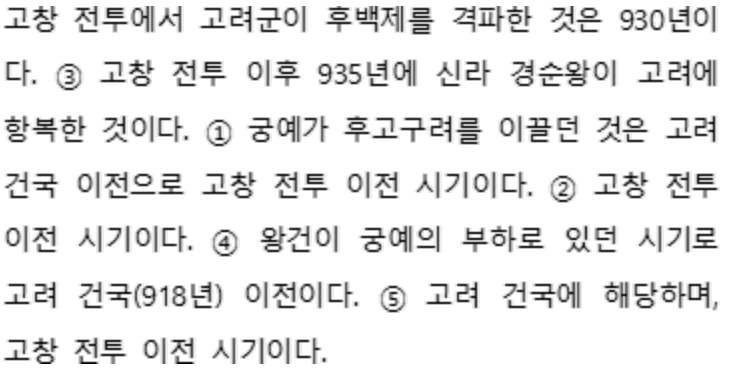 고창 전투에서 고려군이 후백제를 격파한 것은 930년이
다. ③ 고창 전투 이후 935년에 신라 경순왕이 고려에
항복한 것이다. ① 궁예가 후고구려를 이끌던 것은 고려
건국 이전으로 고창 전투 이전 시기이다. ② 고창 전투
이전 시기이다. ④ 왕건이 궁예의 부하로 있던 시기로
고려 건국(918년) 이전이다. ⑤ 고려 건국에 해당하며,
고창 전투 이전 시기이다.